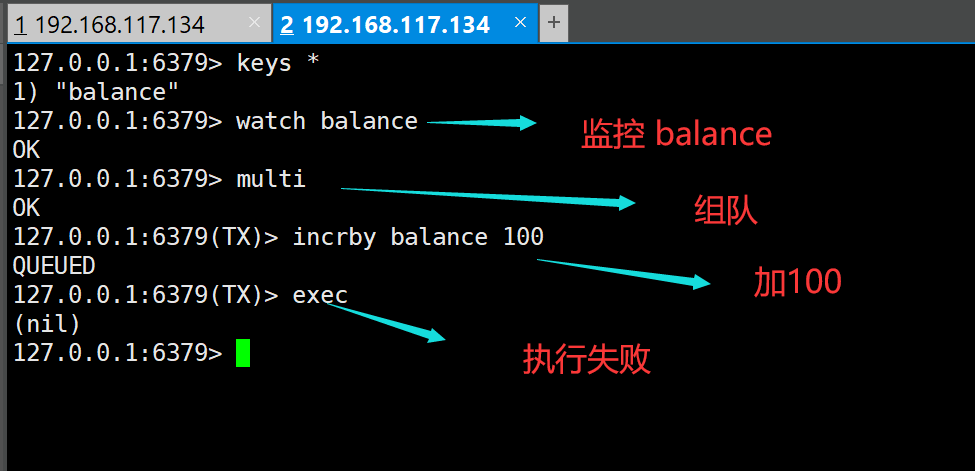 1 192.168.117.134 × 2 192.168.117.134 × +
127.0.0.1:6379> keys *
1) "balance"
127.0.0.1:6379> watch balance 监控 balance
OK
127.0.0.1:6379> multi
OK 组队
127.0.0.1:6379(TX)> incrby balance 100
QUEUED 加100
127.0.0.1:6379(TX)> exec
(nil)
127.0.0.1:6379> 执行失败